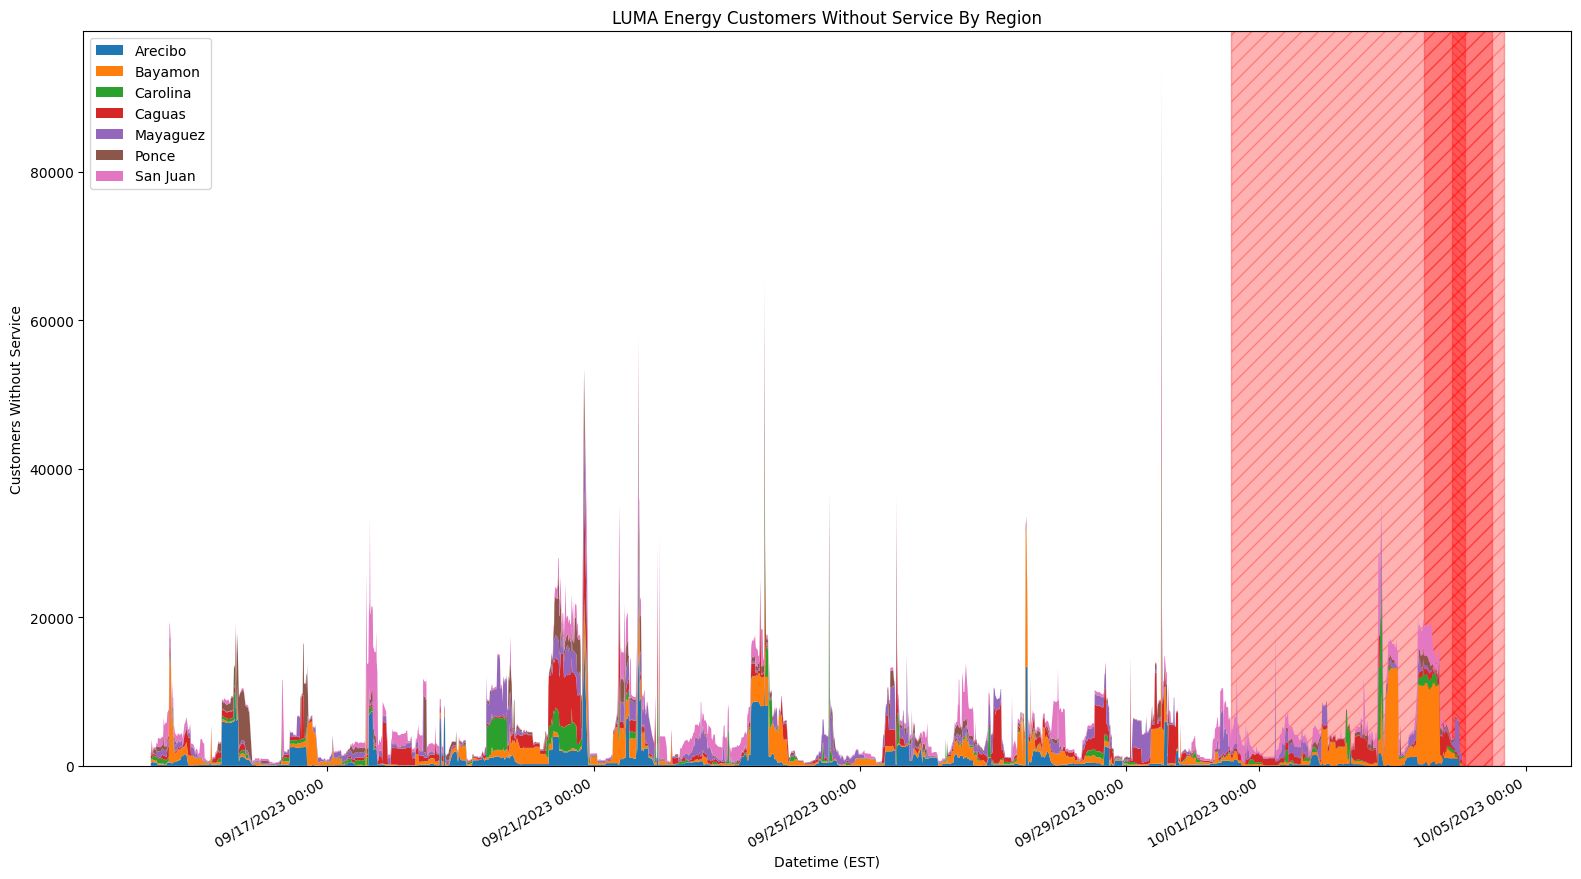 LUMA Energy Customers Without Service By Region
Arecibo
Bayamon
Carolina
Caguas
Mayaguez
Ponce
San Juan
80000
60000
40000
20000
0
Customers Without Service
09/17/2023 00:00
09/21/2023 00:00
09/25/2023 00:00
09/29/2023 00:00
10/01/2023 00:00
10/05/2023 00:00
Datetime (EST)